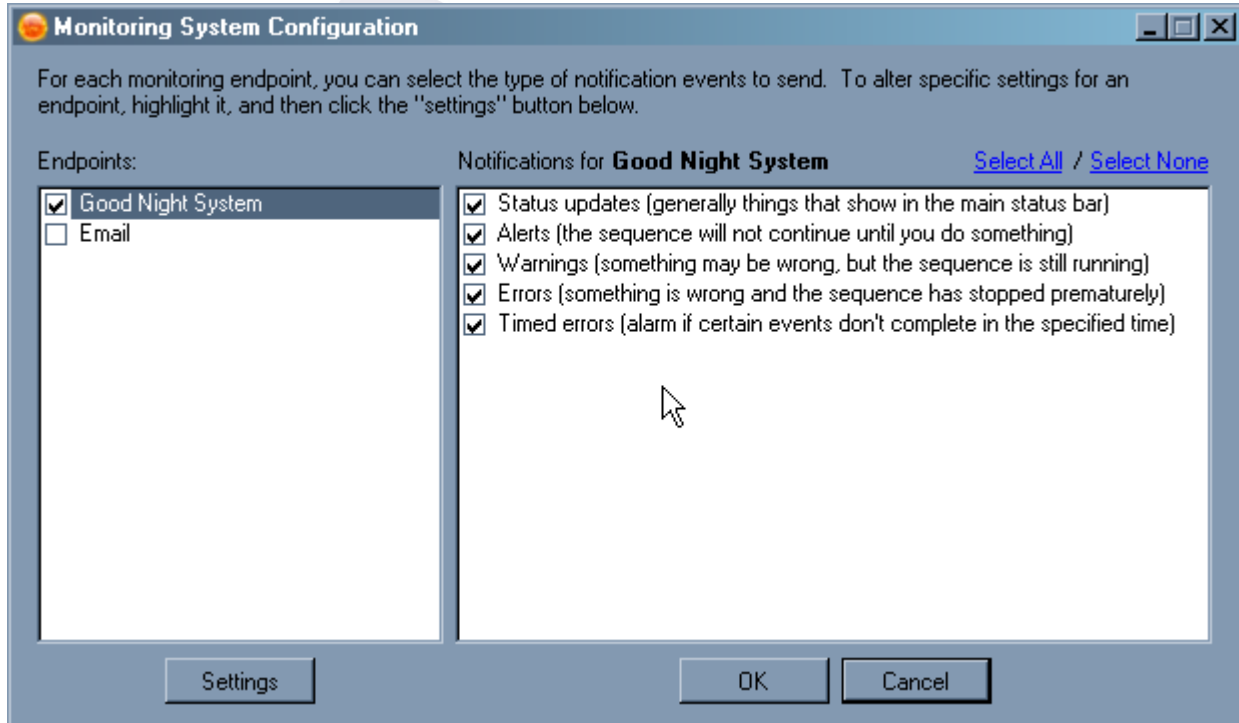 Monitoring System Configuration
For each monitoring endpoint, you can select the type of notification events to send. To alter specific settings for an
endpoint, highlight it, and then click the "settings" button below.
Endpoints:
Good Night System
Email
Notifications for Good Night System
Select All / Select None
Status updates (generally things that show in the main status bar)
Alerts (the sequence will not continue until you do something)
Warnings (something may be wrong, but the sequence is still running)
Errors (something is wrong and the sequence has stopped prematurely)
Timed errors (alarm if certain events don't complete in the specified time)
Settings
OK
Cancel